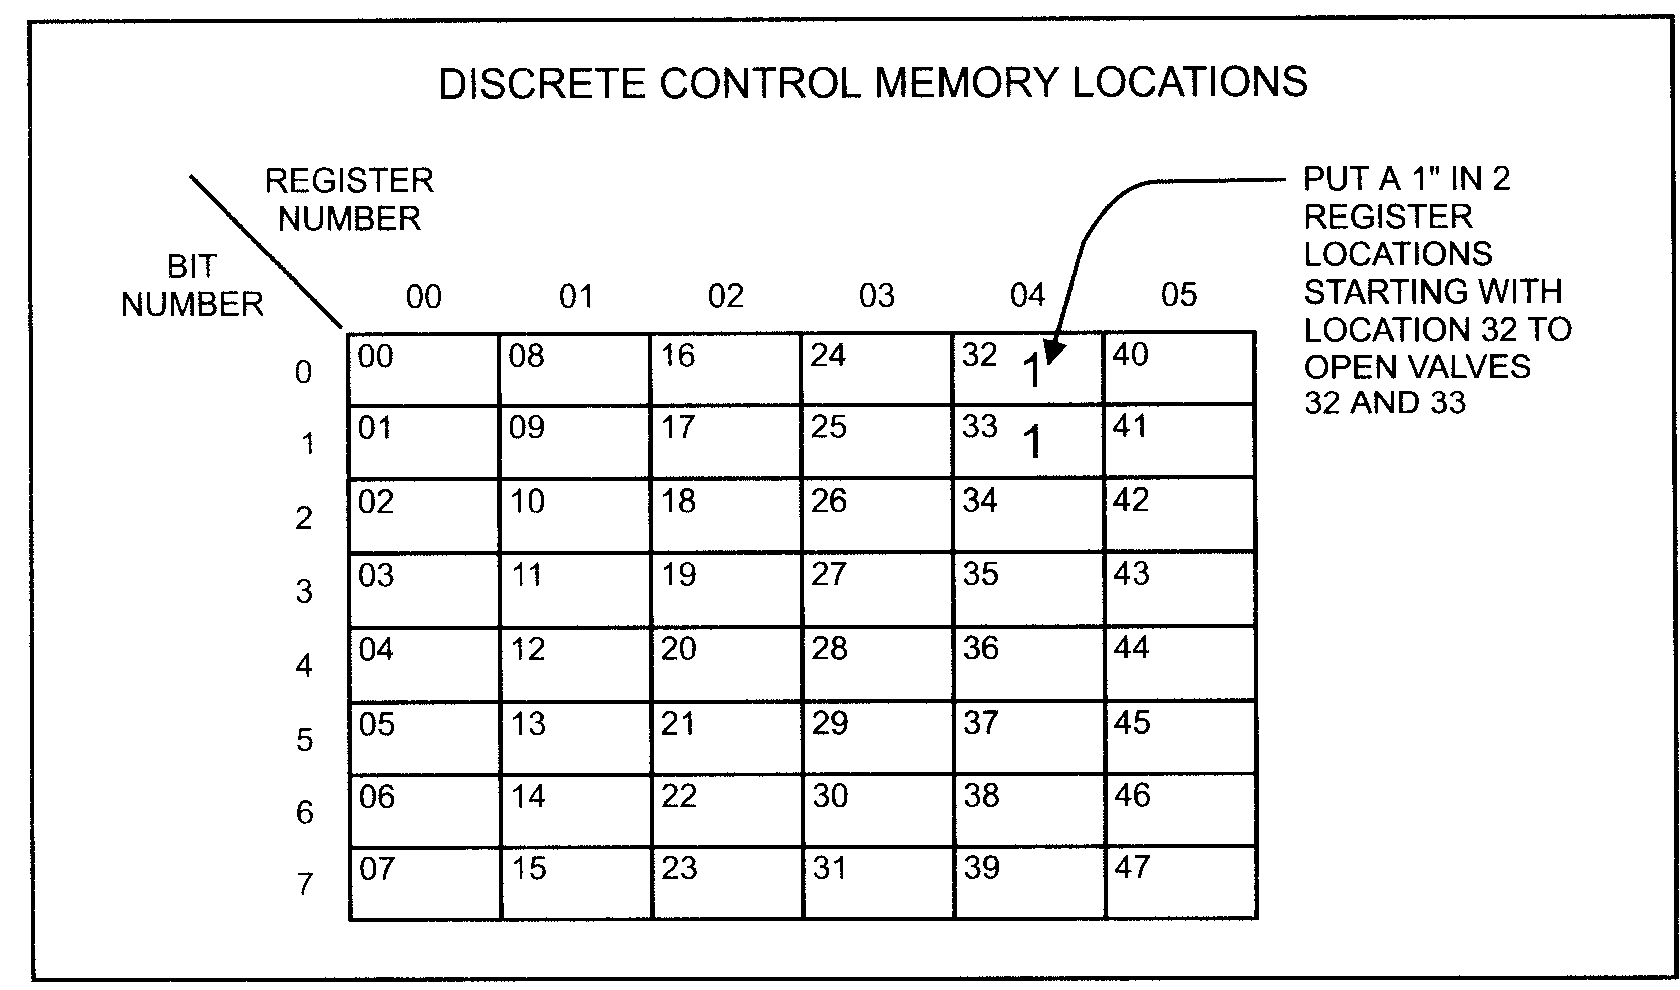 DISCRETE CONTROL MEMORY LOCATIONS
REGISTER
NUMBER
BIT
NUMBER
00 01 02 03 04 05
0 00 08 16 24 32 1 40
1 01 09 17 25 33 1 41
2 02 10 18 26 34 42
3 03 11 19 27 35 43
4 04 12 20 28 36 44
5 05 13 21 29 37 45
6 06 14 22 30 38 46
7 07 15 23 31 39 47
PUT A 1" IN 2
REGISTER
LOCATIONS
STARTING WITH
LOCATION 32 TO
OPEN VALVES
32 AND 33